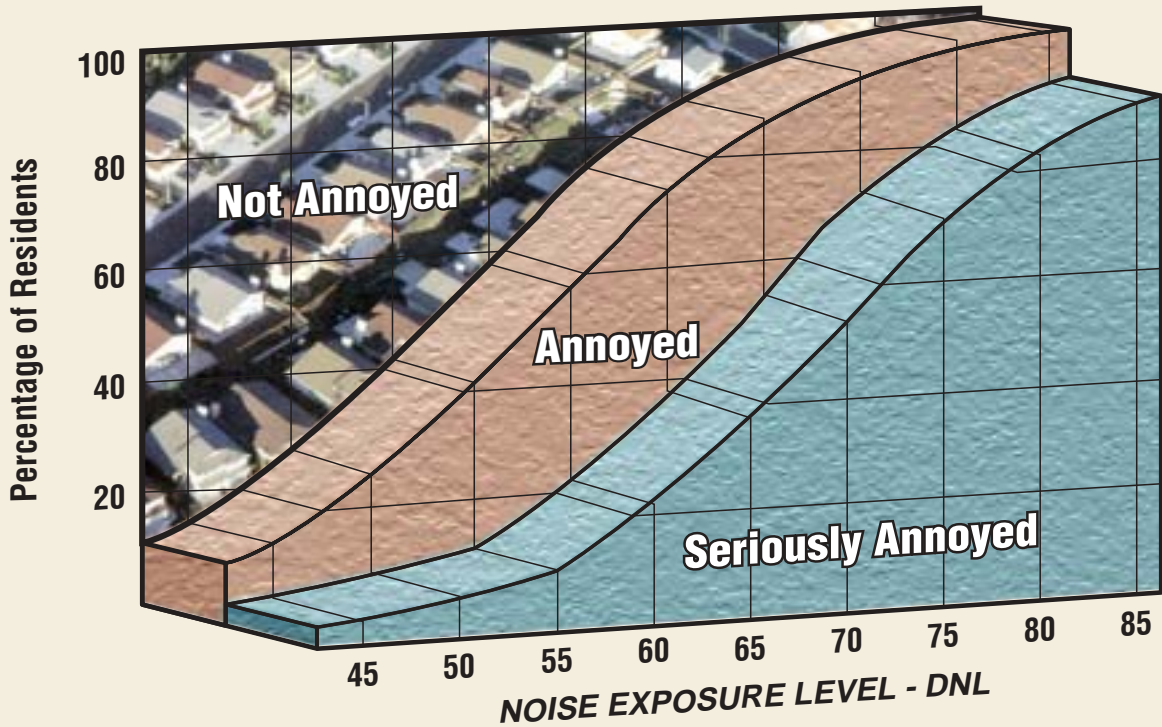 100
80
60
40
20
Percentage of Residents
Not Annoyed
Annoyed
Seriously Annoyed
45 50 55 60 65 70 75 80 85
NOISE EXPOSURE LEVEL - DNL